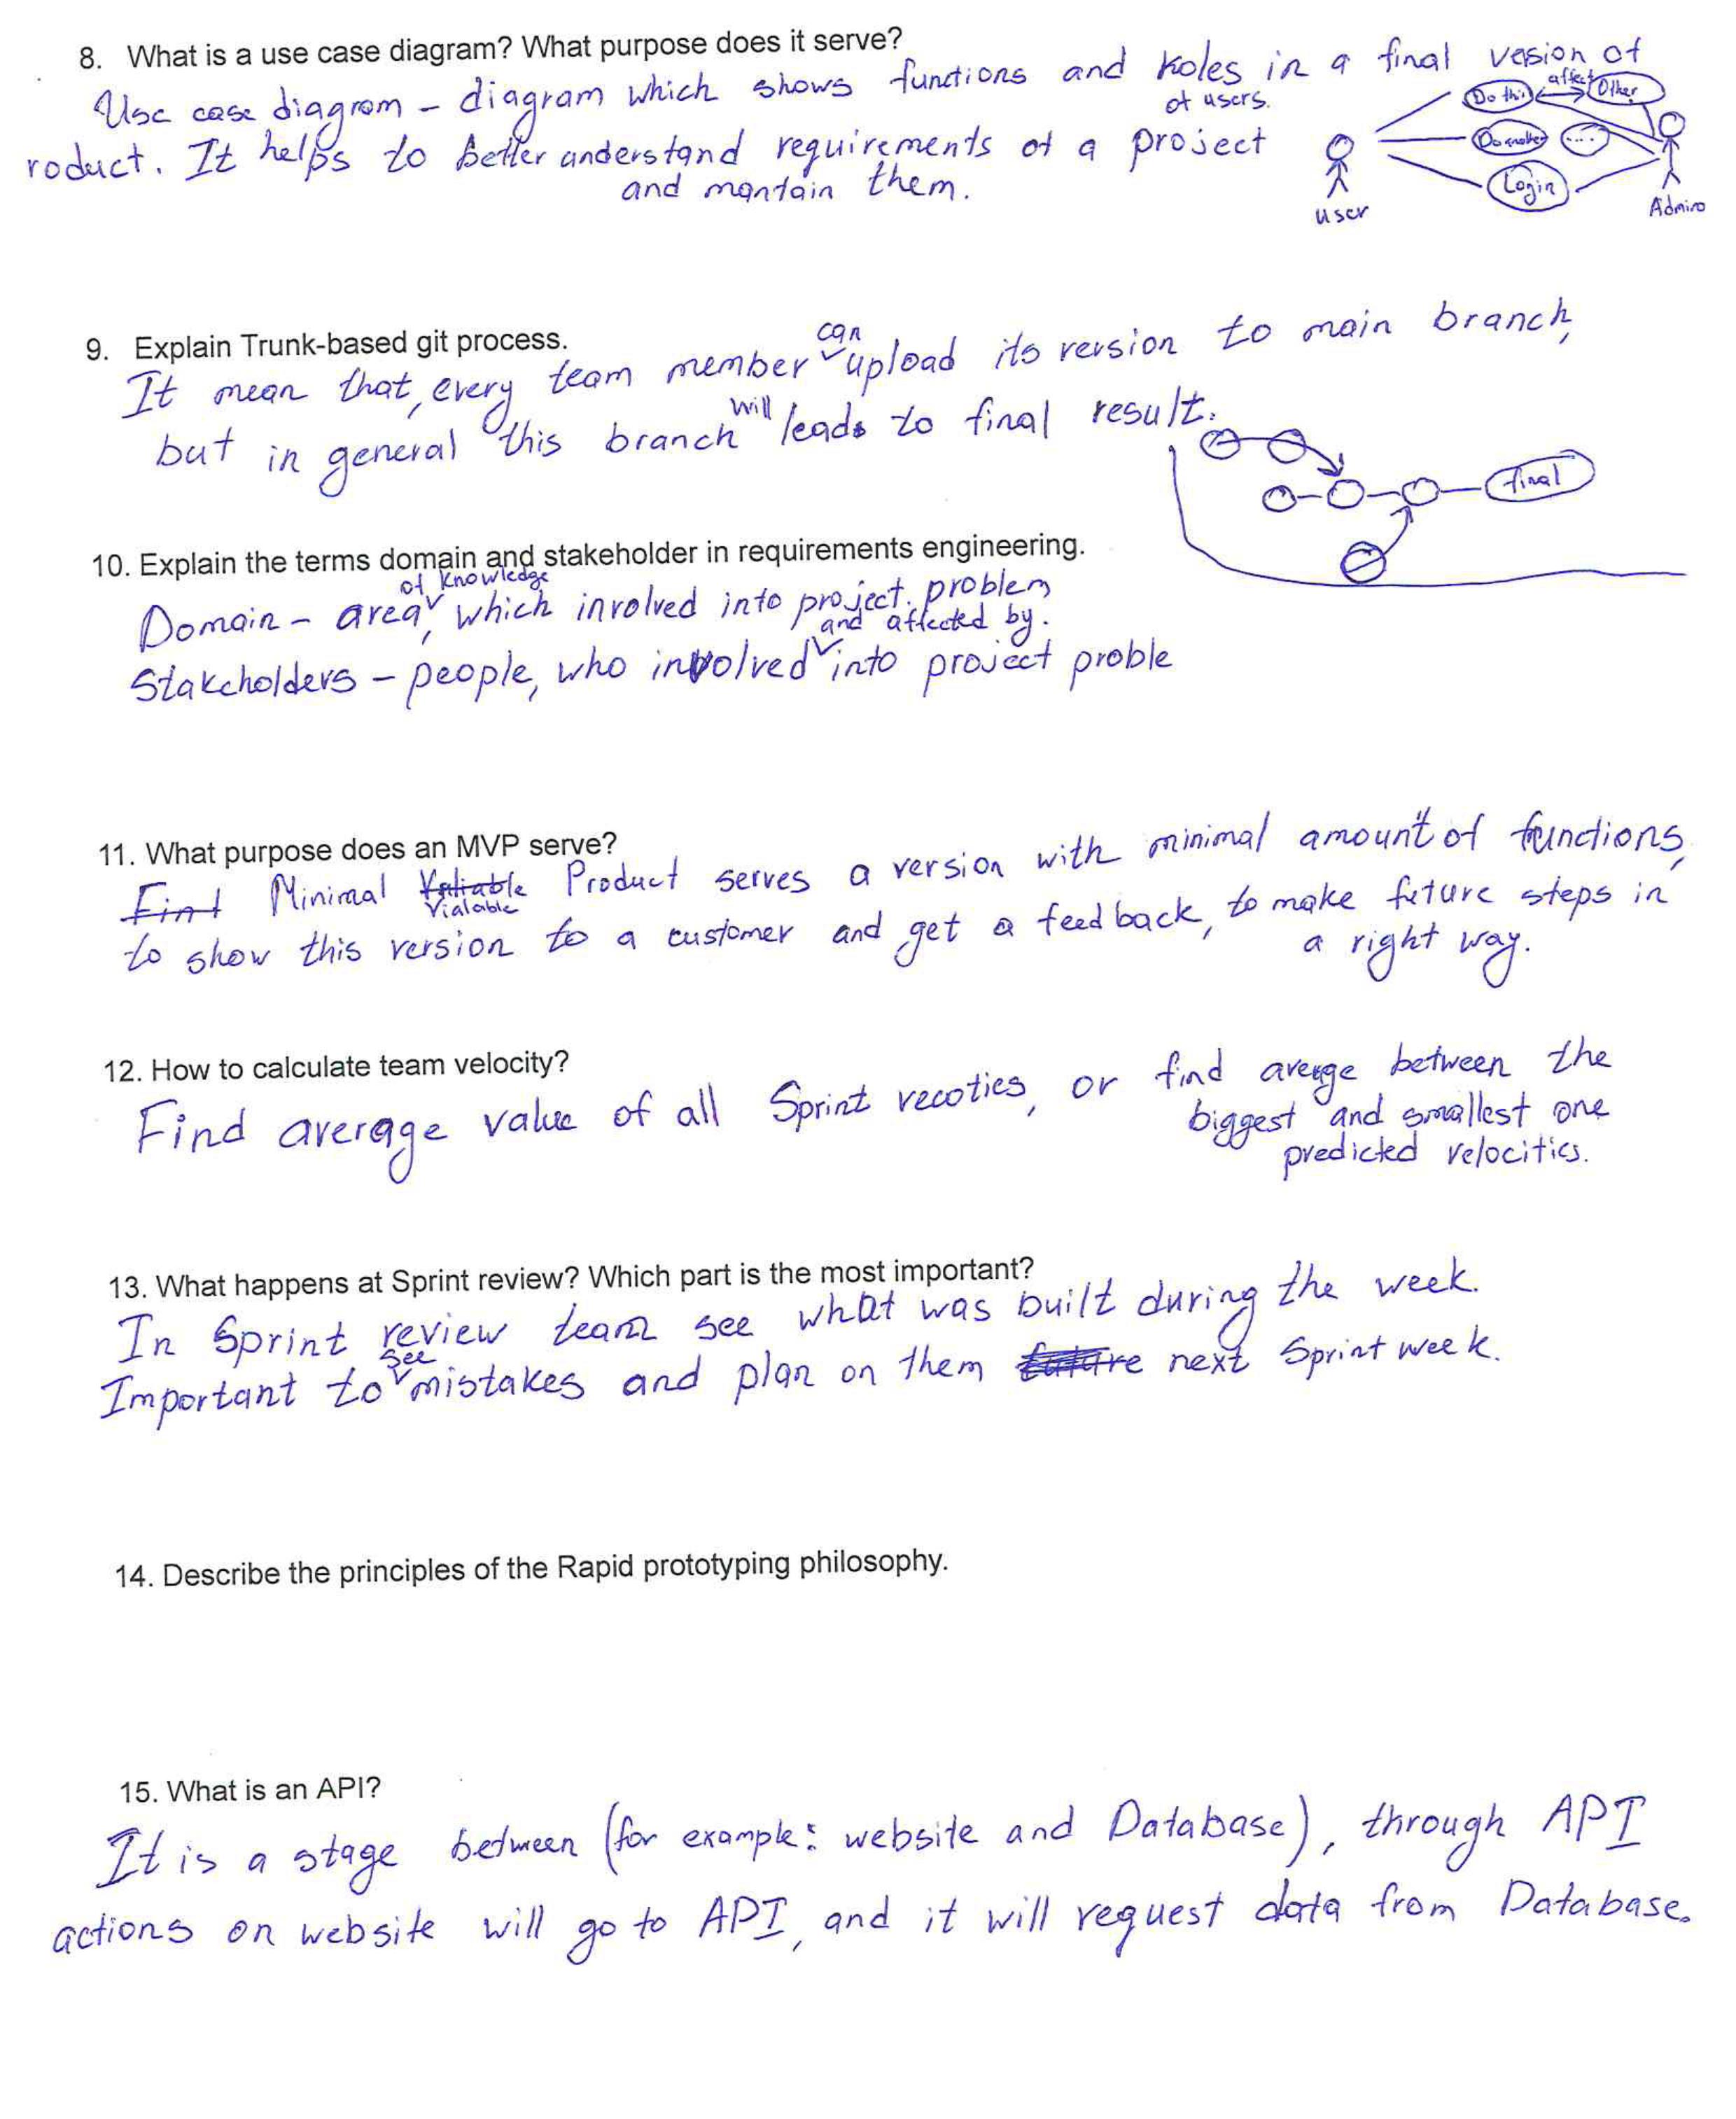 8. What is a use case diagram? What purpose does it serve?
Use case diagram – diagram which shows functions and Roles in a final vesion of
of users.
roduct. It helps to better anderstand requirements of a project
and mantain them.
Do this affect Other
Do another ....
Login
User
Admin
9. Explain Trunk-based git process.
It mean that, every team member can upload its version to main branch,
but in general this branch will leads to final result.
final
10. Explain the terms domain and stakeholder in requirements engineering.
Domain – area of knowledge, which involved into project problem
Stakeholders – people, who involved and affected by. into project proble
11. What purpose does an MVP serve?
Minimal Vialable Product serves a version with minimal amount of functions,
to show this version to a customer and get a feedback, to make future steps in
a right way.
12. How to calculate team velocity?
Find average value of all Sprint vecoties, or find averge between the
biggest and smallest one
predicted velocities.
13. What happens at Sprint review? Which part is the most important?
In Sprint review team see what was built during the week.
Important to see mistakes and plan on them next Sprint week.
14. Describe the principles of the Rapid prototyping philosophy.
15. What is an API?
It is a stage between (for example: website and Database), through API
actions on website will go to API, and it will request data from Database.